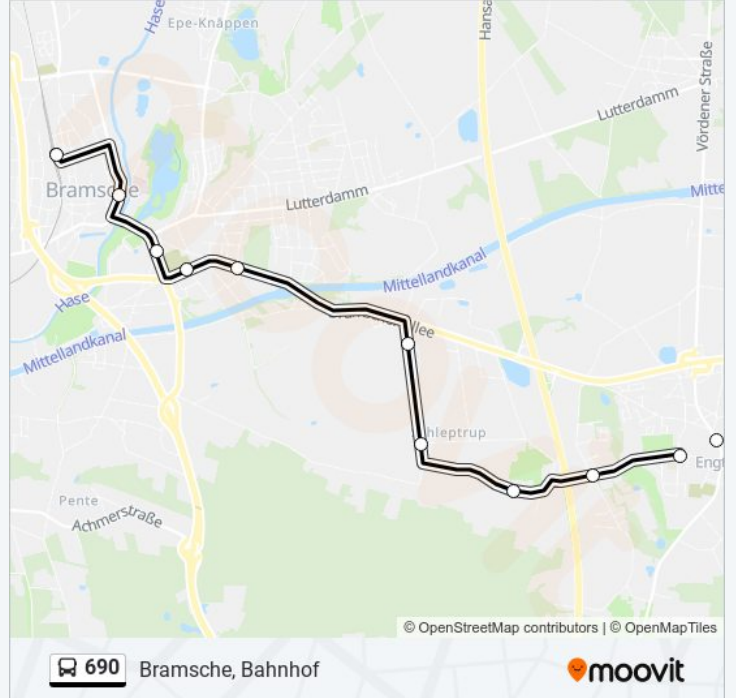 Hase
Epe-Knäppen
Hansa
Vördener Straße
Lutterdamm
Bramsche
Lutterdamm
Mitte
Mittellandkanal
Hase
llee
Mittellandkanal
hleptrup
Engt
Pente
Achmerstraße
© OpenStreetMap contributors | © OpenMapTiles
690 Bramsche, Bahnhof
moovit